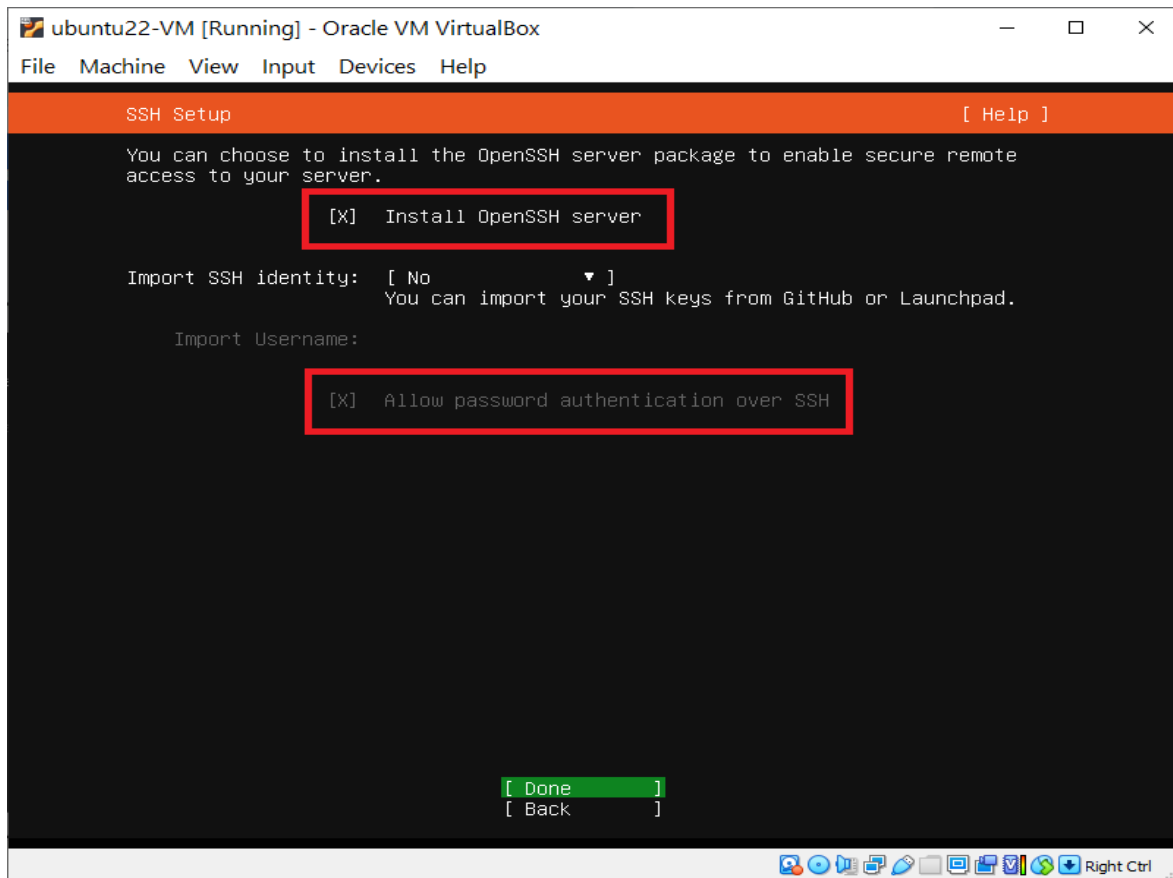 ubuntu22-VM [Running] - Oracle VM VirtualBox
File Machine View Input Devices Help
SSH Setup [ Help ]
You can choose to install the OpenSSH server package to enable secure remote
access to your server.
[X] Install OpenSSH server
Import SSH identity: [ No ▾ ]
You can import your SSH keys from GitHub or Launchpad.
Import Username:
[X] Allow password authentication over SSH
[ Done ]
[ Back ]
Right Ctrl